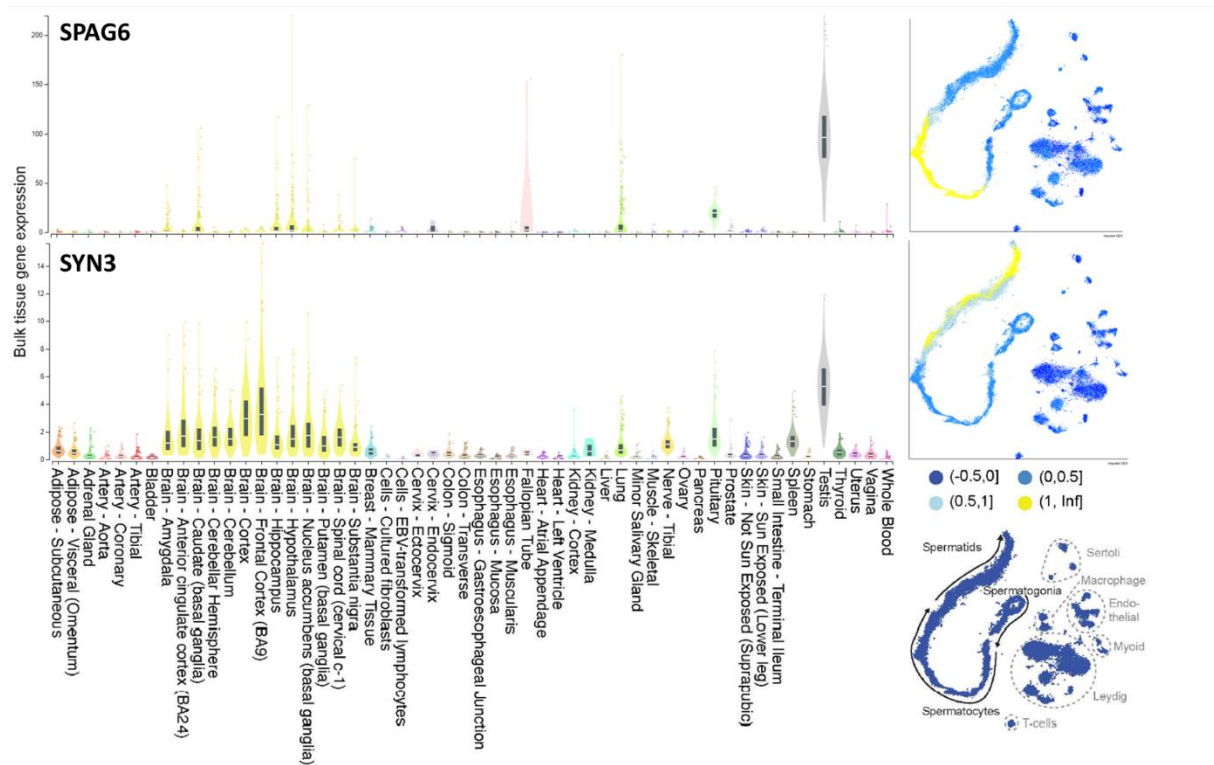 SPAG6
200
150
100
50
0
SYN3
14
12
10
8
6
4
2
0
Bulk tissue gene expression
Adipose - Subcutaneous
Adipose - Visceral (Omentum)
Adrenal Gland
Artery - Aorta
Artery - Coronary
Artery - Tibial
Bladder
Brain - Amygdala
Brain - Anterior cingulate cortex (BA24)
Brain - Caudate (basal ganglia)
Brain - Cerebellar Hemisphere
Brain - Cerebellum
Brain - Cortex
Brain - Frontal Cortex (BA9)
Brain - Hippocampus
Brain - Hypothalamus
Brain - Nucleus accumbens (basal ganglia)
Brain - Putamen (basal ganglia)
Brain - Spinal cord (cervical c-1)
Brain - Substantia nigra
Breast - Mammary Tissue
Cells - Cultured fibroblasts
Cells - EBV-transformed lymphocytes
Cervix - Ectocervix
Cervix - Endocervix
Colon - Sigmoid
Colon - Transverse
Esophagus - Gastroesophageal Junction
Esophagus - Mucosa
Esophagus - Muscularis
Fallopian Tube
Heart - Atrial Appendage
Heart - Left Ventricle
Kidney - Cortex
Kidney - Medulla
Liver
Lung
Minor Salivary Gland
Muscle - Skeletal
Nerve - Tibial
Ovary
Pancreas
Pituitary
Prostate
Skin - Not Sun Exposed (Suprapubic)
Skin - Sun Exposed (Lower leg)
Small Intestine - Terminal Ileum
Spleen
Stomach
Testis
Thyroid
Uterus
Vagina
Whole Blood
(-0.5,0] (0,0.5]
(0.5,1] (1, Inf]
Spermatids
Sertoli
Macrophage
Spermatogonia
Endo-
thelial
Myoid
Leydig
Spermatocytes
T-cells